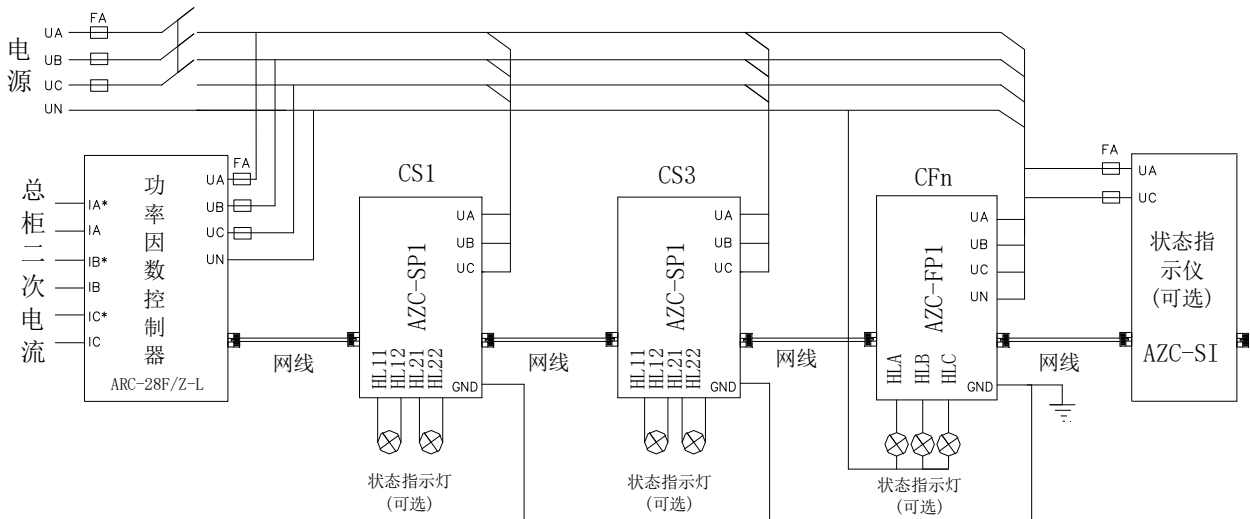 电源
UA
UB
UC
UN
FA
总柜二次电流
IA*
IA
IB*
IB
IC*
IC
功率因数控制器
ARC-28F/Z-L
FA
UA
UB
UC
UN
网线
CS1
AZC-SP1
UA
UB
UC
GND
HL11
HL12
HL21
HL22
状态指示灯
(可选)
网线
CS3
AZC-SP1
UA
UB
UC
GND
HL11
HL12
HL21
HL22
状态指示灯
(可选)
网线
CFn
AZC-FP1
UA
UB
UC
UN
GND
HLA
HLB
HLC
状态指示灯
(可选)
网线
FA
UA
UC
状态指
示仪
(可选)
AZC-SI